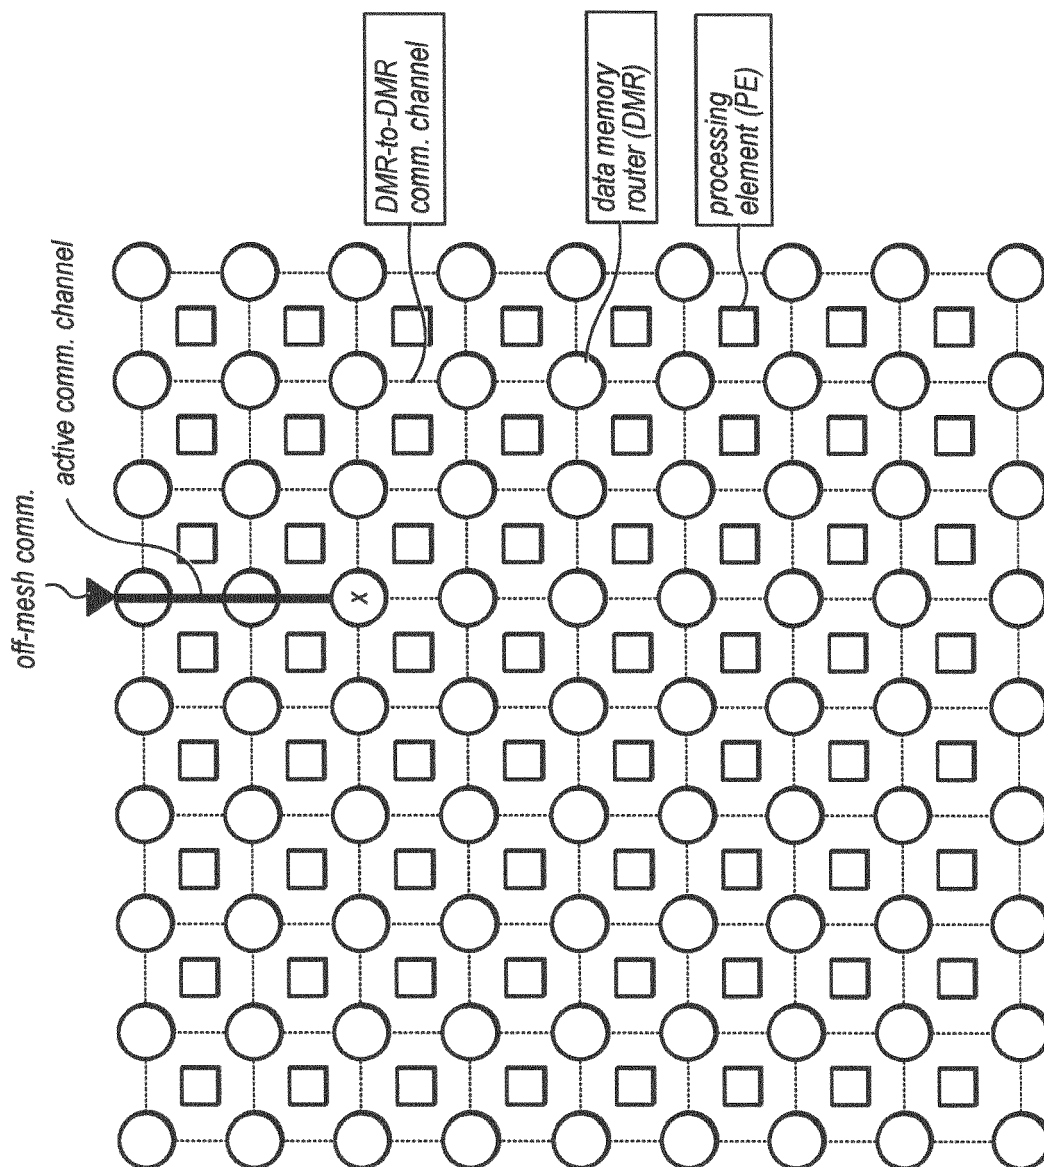 off-mesh comm.
active comm. channel
DMR-to-DMR
comm. channel
data memory
router (DMR)
processing
element (PE)
x